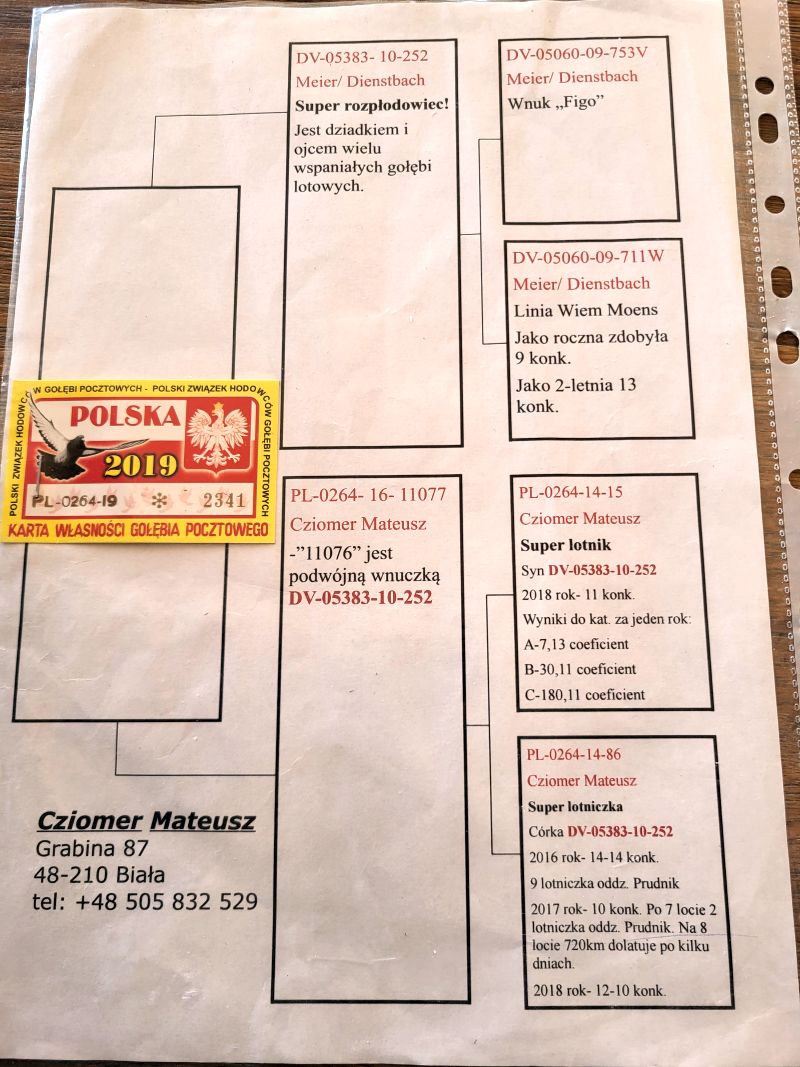 DV-05383- 10-252
Meier/ Dienstbach
Super rozpłodowiec!
Jest dziadkiem i
ojcem wielu
wspaniałych gołębi
lotowych.
DV-05060-09-753V
Meier/ Dienstbach
Wnuk „Figo”
DV-05060-09-711W
Meier/ Dienstbach
Linia Wiem Moens
Jako roczna zdobyła
9 konk.
Jako 2-letnia 13
konk.
POLSKI ZWIĄZEK HODOWCÓW GOŁĘBI POCZTOWYCH - POLSKI ZWIĄZEK HODOWCÓW GOŁĘBI POCZTOWYCH
POLSKA
2019
PL-0264-19 * 2341
KARTA WŁASNOŚCI GOŁĘBIA POCZTOWEGO
PL-0264- 16- 11077
Cziomer Mateusz
-”11076” jest
podwójną wnuczką
DV-05383-10-252
PL-0264-14-15
Cziomer Mateusz
Super lotnik
Syn DV-05383-10-252
2018 rok- 11 konk.
Wyniki do kat. za jeden rok:
A-7,13 coeficient
B-30,11 coeficient
C-180,11 coeficient
PL-0264-14-86
Cziomer Mateusz
Super lotniczka
Córka DV-05383-10-252
2016 rok- 14-14 konk.
9 lotniczka oddz. Prudnik
2017 rok- 10 konk. Po 7 locie 2
lotniczka oddz. Prudnik. Na 8
locie 720km dolatuje po kilku
dniach.
2018 rok- 12-10 konk.
Cziomer Mateusz
Grabina 87
48-210 Biała
tel: +48 505 832 529